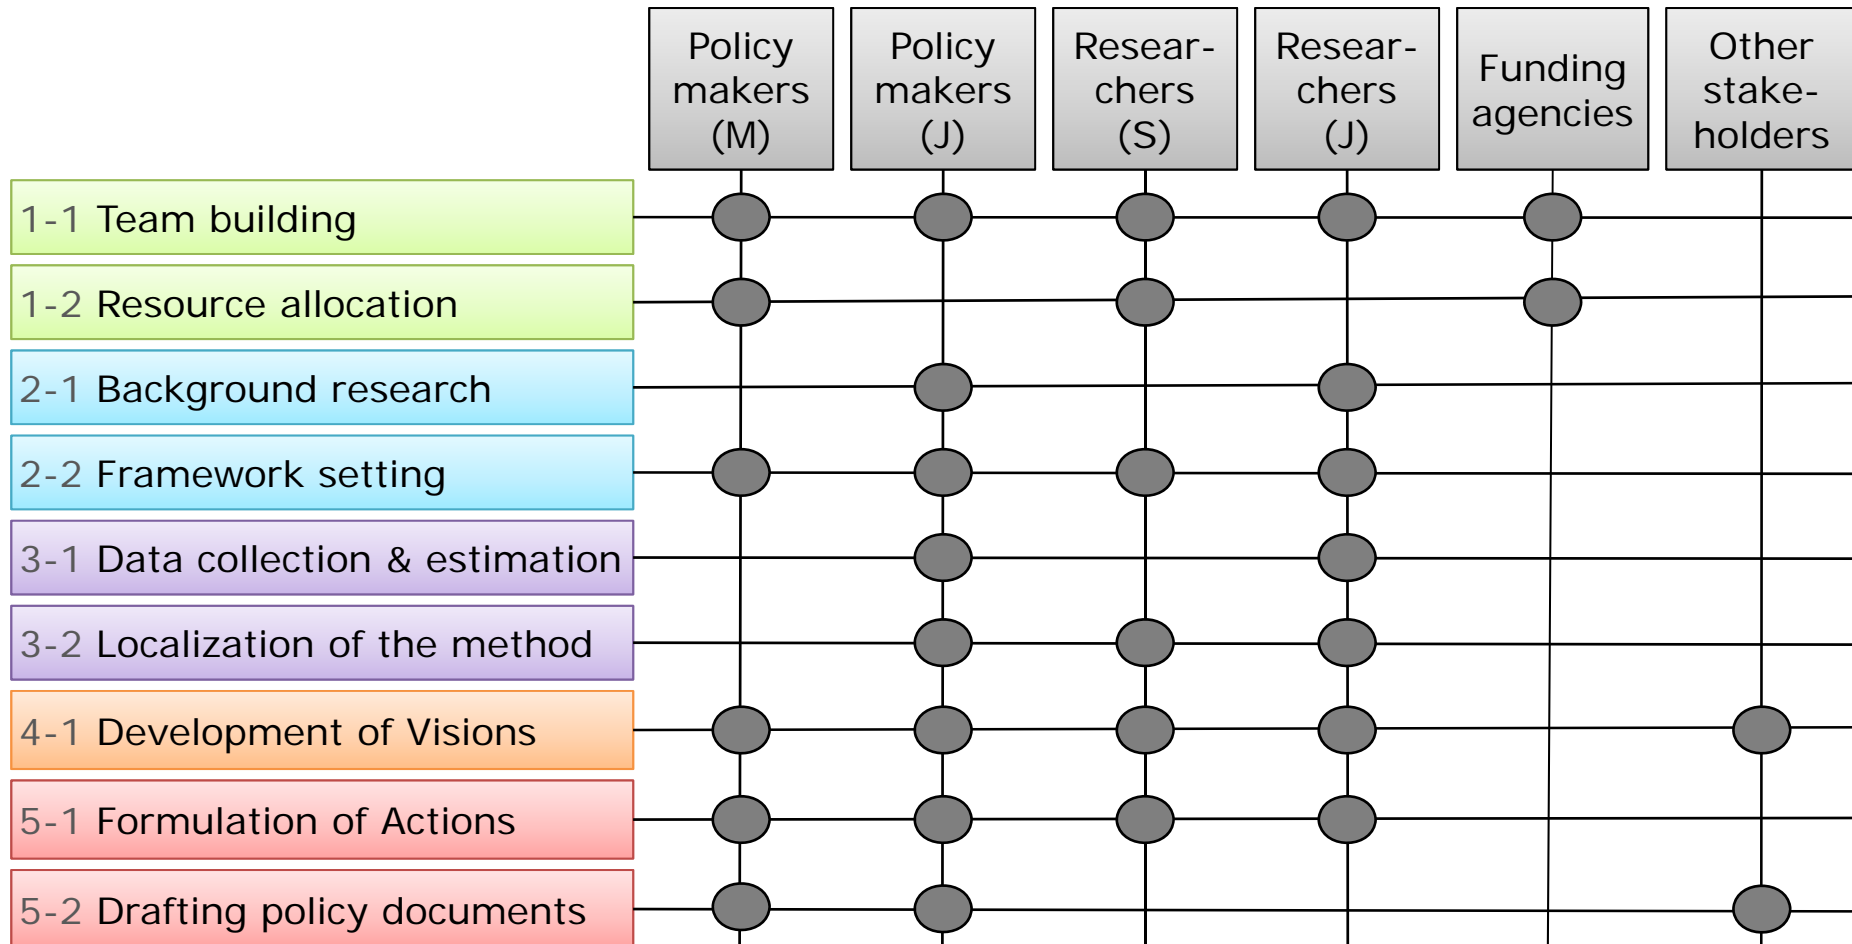 Policy
makers
(M)
Policy
makers
(J)
Resear-
chers
(S)
Resear-
chers
(J)
Funding
agencies
Other
stake-
holders
1-1 Team building
1-2 Resource allocation
2-1 Background research
2-2 Framework setting
3-1 Data collection & estimation
3-2 Localization of the method
4-1 Development of Visions
5-1 Formulation of Actions
5-2 Drafting policy documents